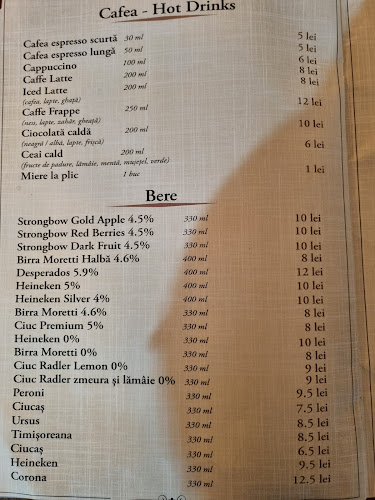 Cafea - Hot Drinks
Cafea espresso scurtă 30 ml 5 lei
Cafea espresso lungă 50 ml 5 lei
Cappuccino 100 ml 6 lei
Caffe Latte 200 ml 8 lei
Iced Latte 200 ml 8 lei
(cafea, lapte, ghață)
Caffe Frappe 250 ml 12 lei
(ness, lapte, zahăr, gheață)
Ciocolată caldă 200 ml 10 lei
(neagră / albă, lapte, frișcă)
Ceai cald 200 ml 6 lei
(fructe de padure, lămâie, mentă, mușețel, verde)
Miere la plic 1 buc 1 lei
Bere
Strongbow Gold Apple 4.5% 330 ml 10 lei
Strongbow Red Berries 4.5% 330 ml 10 lei
Strongbow Dark Fruit 4.5% 330 ml 10 lei
Birra Moretti Halbă 4.6% 400 ml 8 lei
Desperados 5.9% 400 ml 12 lei
Heineken 5% 400 ml 10 lei
Heineken Silver 4% 400 ml 10 lei
Birra Moretti 4.6% 330 ml 8 lei
Ciuc Premium 5% 330 ml 8 lei
Heineken 0% 330 ml 10 lei
Birra Moretti 0% 330 ml 8 lei
Ciuc Radler Lemon 0% 330 ml 9 lei
Ciuc Radler zmeura și lămâie 0% 330 ml 9 lei
Peroni 330 ml 9.5 lei
Ciucaș 330 ml 7.5 lei
Ursus 330 ml 8.5 lei
Timișoreana 330 ml 8.5 lei
Ciucaș 330 ml 6.5 lei
Heineken 330 ml 9.5 lei
Corona 330 ml 12.5 lei